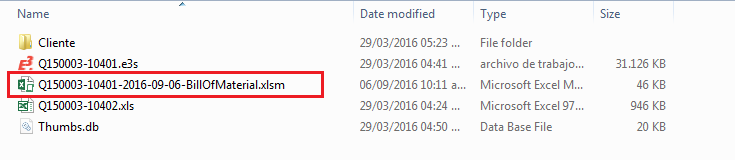 Name Date modified Type Size
Cliente 29/03/2016 05:23 ... File folder
Q150003-10401.e3s 29/03/2016 04:41 ... archivo de trabajo... 31.126 KB
Q150003-10401-2016-09-06-BillOfMaterial.xlsm 06/09/2016 10:11 a... Microsoft Excel M... 46 KB
Q150003-10402.xls 29/03/2016 04:24 ... Microsoft Excel 97... 946 KB
Thumbs.db 29/03/2016 04:50 ... Data Base File 20 KB